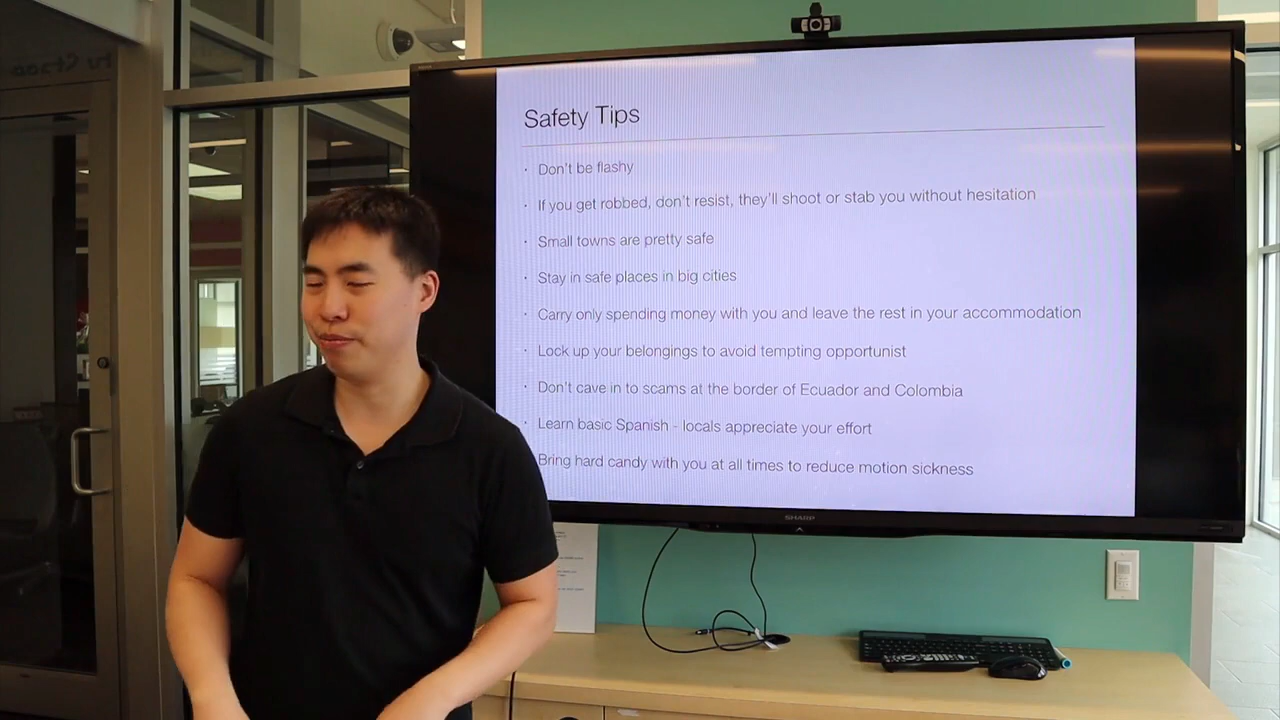 Safety Tips
· Don't be flashy
· If you get robbed, don't resist, they'll shoot or stab you without hesitation
· Small towns are pretty safe
· Stay in safe places in big cities
· Carry only spending money with you and leave the rest in your accommodation
· Lock up your belongings to avoid tempting opportunist
· Don't cave in to scams at the border of Ecuador and Colombia
· Learn basic Spanish - locals appreciate your effort
Bring hard candy with you at all times to reduce motion sickness
SHARP